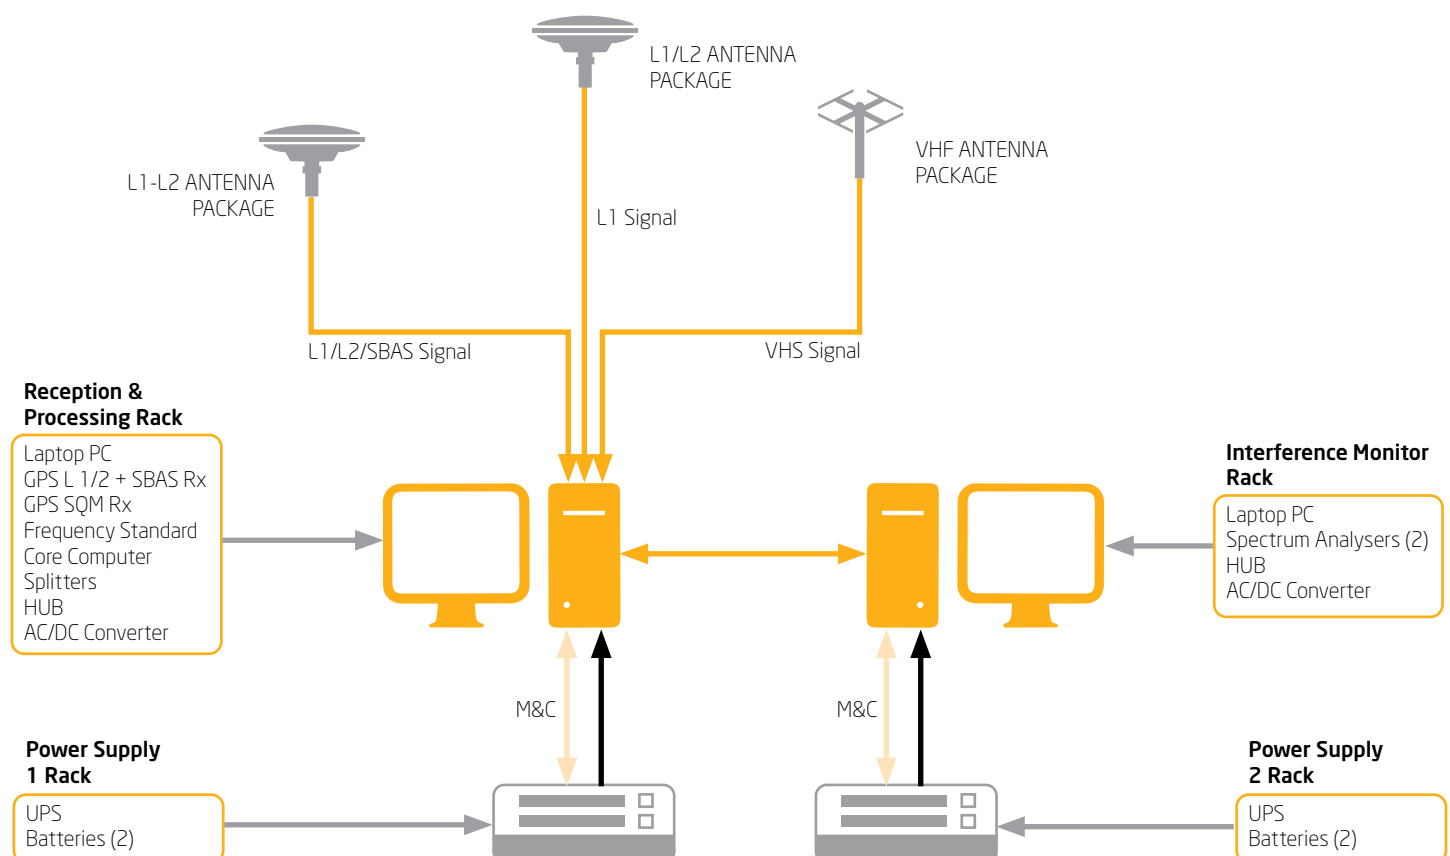 L1/L2 ANTENNA
PACKAGE
VHF ANTENNA
PACKAGE
L1-L2 ANTENNA
PACKAGE
L1 Signal
L1/L2/SBAS Signal
VHS Signal
Reception &
Processing Rack
Laptop PC
GPS L 1/2 + SBAS Rx
GPS SQM Rx
Frequency Standard
Core Computer
Splitters
HUB
AC/DC Converter
Interference Monitor
Rack
Laptop PC
Spectrum Analysers (2)
HUB
AC/DC Converter
M&C
M&C
Power Supply
1 Rack
UPS
Batteries (2)
Power Supply
2 Rack
UPS
Batteries (2)